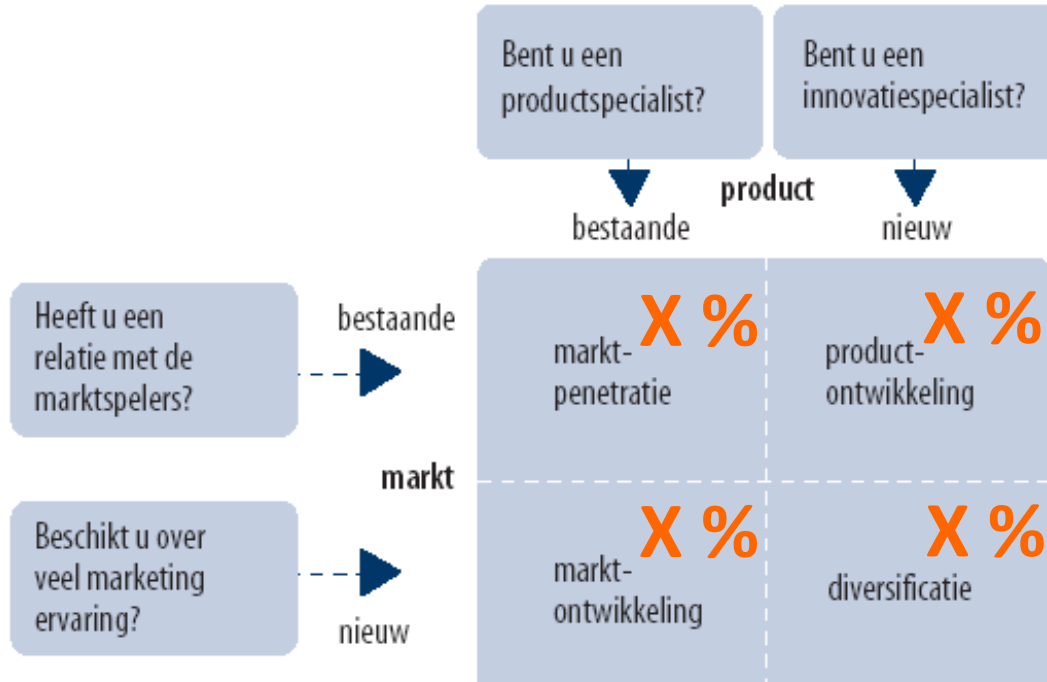 Bent u een
productspecialist?
Bent u een
innovatiespecialist?
product
bestaande
nieuw
Heeft u een
relatie met de
marktspelers?
bestaande
X %
markt-
penetratie
X %
product-
ontwikkeling
markt
Beschikt u over
veel marketing
ervaring?
nieuw
X %
markt-
ontwikkeling
X %
diversificatie